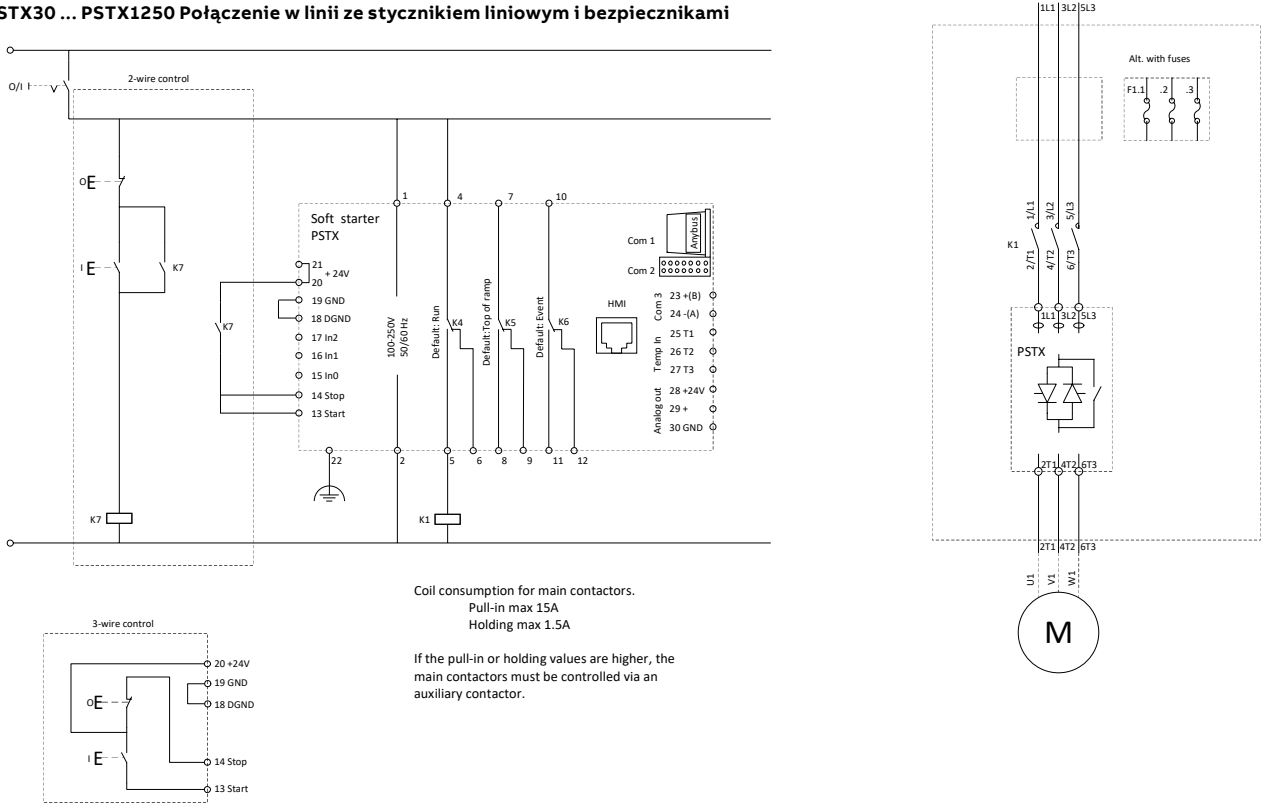 PSTX30 ... PSTX1250 Połączenie w linii ze stycznikiem liniowym i bezpiecznikami
O/I
2-wire control
O E
I E
K7
K7
K7
Soft starter
PSTX
1
4
7
10
21
+ 24V
20
19 GND
18 DGND
17 In2
16 In1
15 In0
14 Stop
13 Start
100-250V
50/60 Hz
Default: Run
K4
Default:Top of ramp
K5
Default: Event
K6
HMI
Com 1
Anybus
Com 2
Com 3
23 +(B)
24 -(A)
Temp In
25 T1
26 T2
27 T3
Analog out
28 +24V
29 +
30 GND
22
2
5
6
8
9
11
12
K1
Coil consumption for main contactors.
Pull-in max 15A
Holding max 1.5A
If the pull-in or holding values are higher, the
main contactors must be controlled via an
auxiliary contactor.
3-wire control
20 +24V
19 GND
18 DGND
14 Stop
13 Start
O E
I E
1L1 3L2 5L3
Alt. with fuses
F1.1 .2 .3
1/L1 3/L2 5/L3
K1
2/T1 4/T2 6/T3
1L1 3L2 5L3
PSTX
2T1 4T2 6T3
2T1 4T2 6T3
U1 V1 W1
M